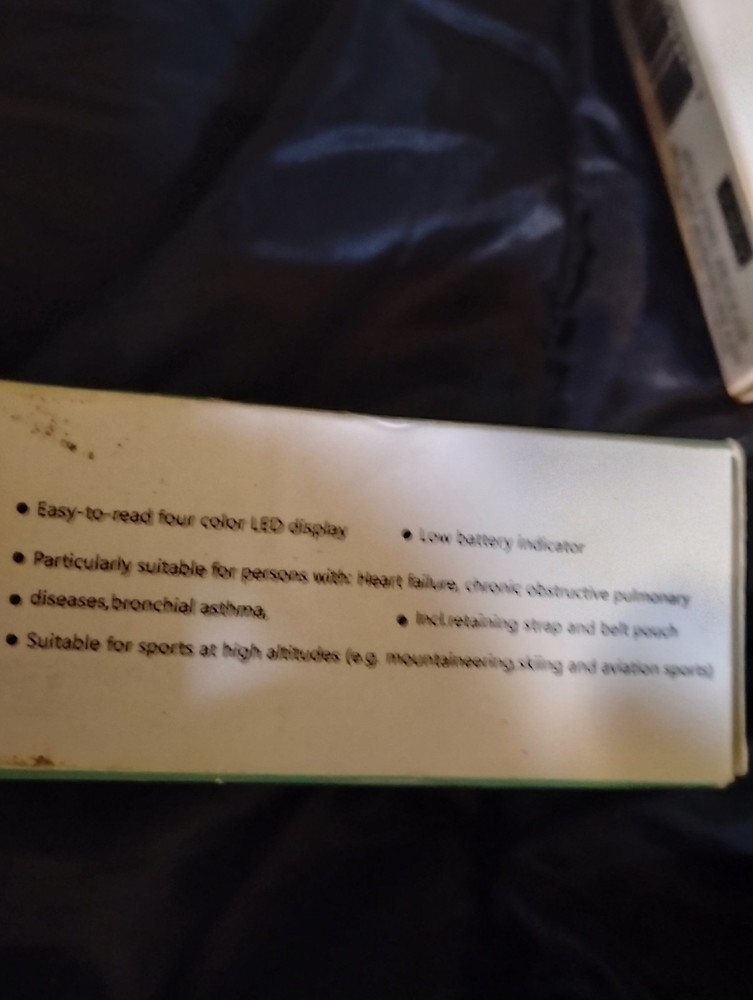 • Easy-to-read four color LED display • Low battery indicator
• Particularly suitable for persons with: Heart failure, chronic obstructive pulmonary
• diseases,bronchial asthma, • Incl.retaining strap and belt pouch
• Suitable for sports at high altitudes (e.g. mountaineering,skiing and aviation sports)